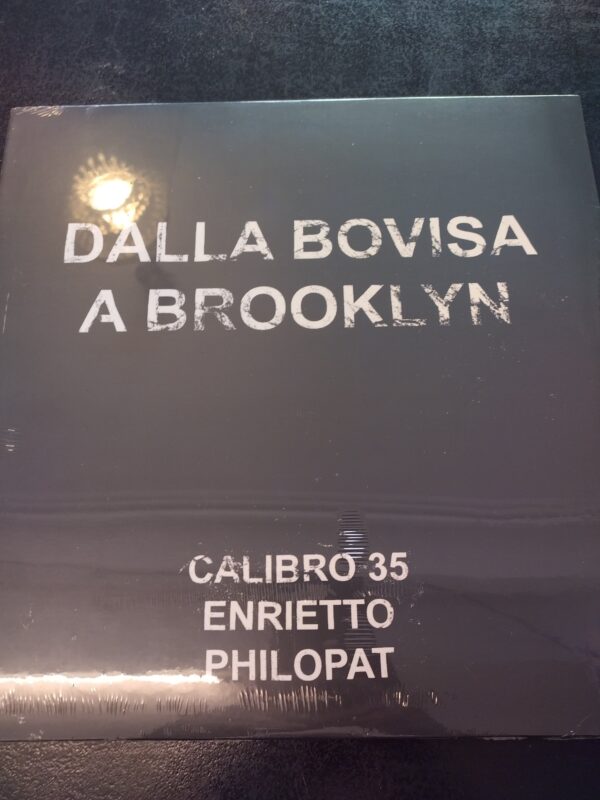 DALLA BOVISA
A BROOKLYN
CALIBRO 35
ENRIETTO
PHILOPAT